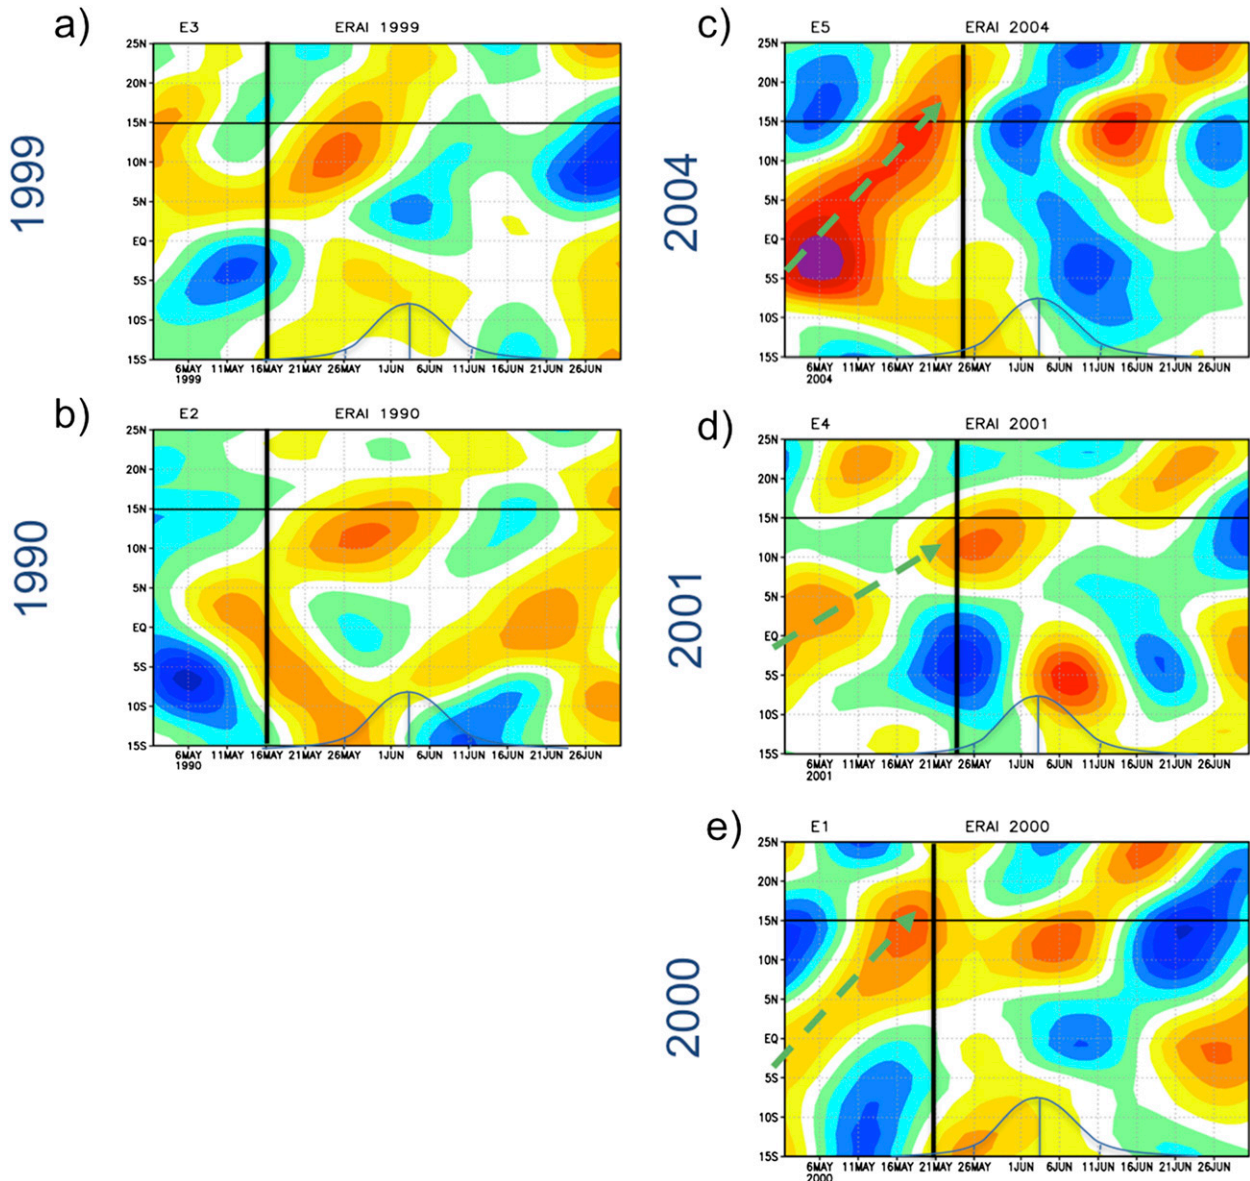 a) E3 ERAI 1999
1999
25N
20N
15N
10N
5N
EQ
5S
10S
15S
6MAY 11MAY 16MAY 21MAY 26MAY 1JUN 6JUN 11JUN 16JUN 21JUN 26JUN
1999
b) E2 ERAI 1990
1990
25N
20N
15N
10N
5N
EQ
5S
10S
15S
6MAY 11MAY 16MAY 21MAY 26MAY 1JUN 6JUN 11JUN 16JUN 21JUN 26JUN
1990
c) E5 ERAI 2004
2004
25N
20N
15N
10N
5N
EQ
5S
10S
15S
6MAY 11MAY 16MAY 21MAY 26MAY 1JUN 6JUN 11JUN 16JUN 21JUN 26JUN
2004
d) E4 ERAI 2001
2001
25N
20N
15N
10N
5N
EQ
5S
10S
15S
6MAY 11MAY 16MAY 21MAY 26MAY 1JUN 6JUN 11JUN 16JUN 21JUN 26JUN
2001
e) E1 ERAI 2000
2000
25N
20N
15N
10N
5N
EQ
5S
10S
15S
6MAY 11MAY 16MAY 21MAY 26MAY 1JUN 6JUN 11JUN 16JUN 21JUN 26JUN
2000